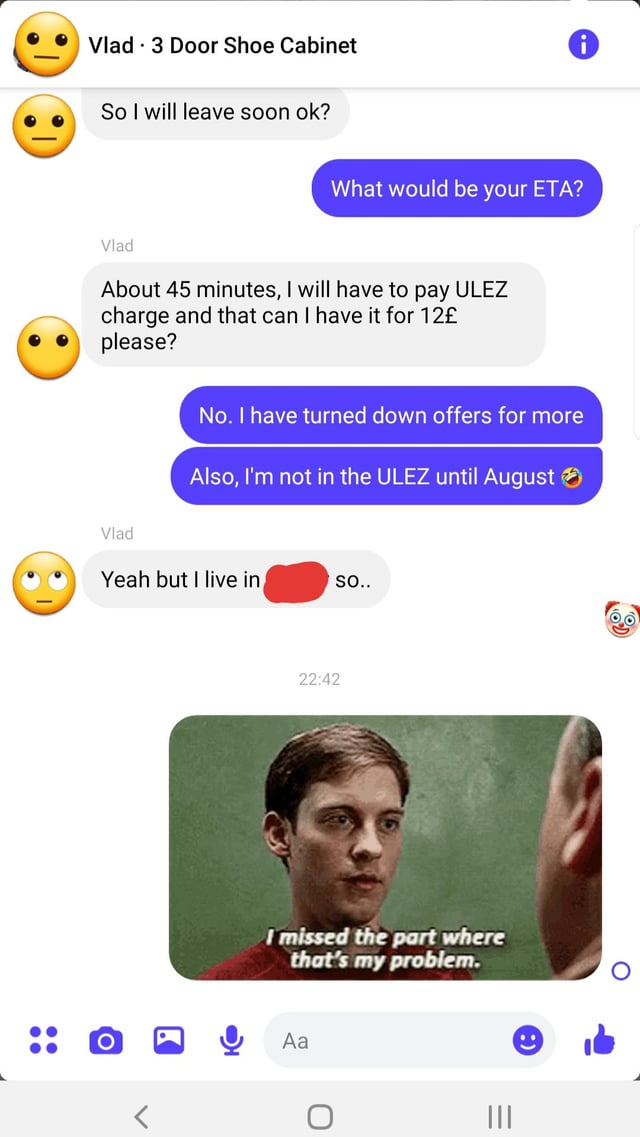 Vlad · 3 Door Shoe Cabinet
So I will leave soon ok?
What would be your ETA?
Vlad
About 45 minutes, I will have to pay ULEZ
charge and that can I have it for 12£
please?
No. I have turned down offers for more
Also, I'm not in the ULEZ until August 🤣
Vlad
Yeah but I live in so..
22:42
I missed the part where
that's my problem.
Aa